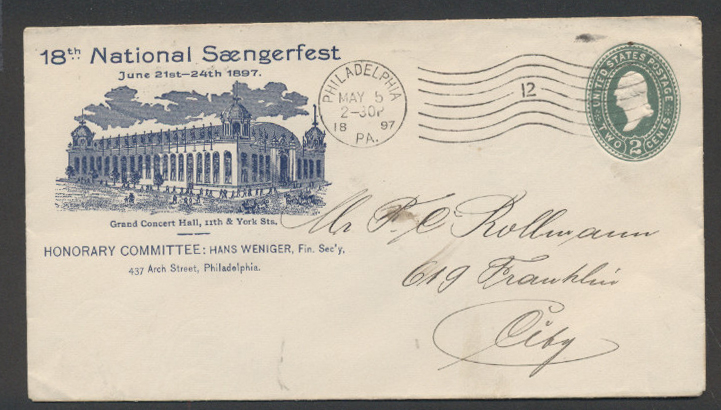 18th National Sængerfest
June 21st–24th 1897.
Grand Concert Hall, 11th & York Sts.
HONORARY COMMITTEE: HANS WENIGER, Fin. Sec'y,
437 Arch Street, Philadelphia.
PHILADELPHIA
MAY 5
2–30P
18 97
PA.
12
UNITED STATES POSTAGE
TWO 2 CENTS
Mr P. C. Rollmann
619 Franklin
City